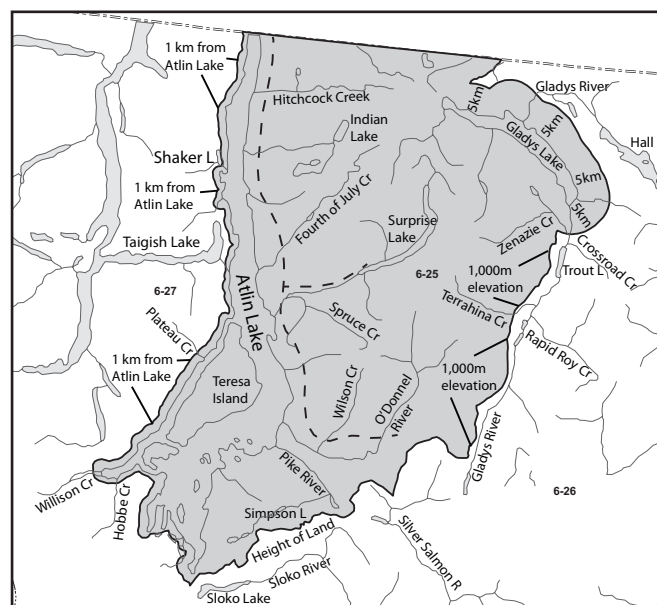 1 km from
Atlin Lake
Hitchcock Creek
5km
Gladys River
5km
Indian
Lake
Gladys Lake
Hall
Shaker L
1 km from
Atlin Lake
Fourth of July Cr
5km
5km
Surprise
Lake
Zenazie Cr
Taigish Lake
Crossroad Cr
Trout L
6-25
1,000m
elevation
Atlin Lake
6-27
Terrahina Cr
Spruce Cr
Plateau Cr
Rapid Roy Cr
1 km from
Atlin Lake
1,000m
elevation
Teresa
Island
Wilson Cr
O'Donnel
River
Gladys River
Pike River
Willison Cr
6-26
Hobbe Cr
Simpson L
Height of Land
Silver Salmon R
Sloko River
Sloko Lake